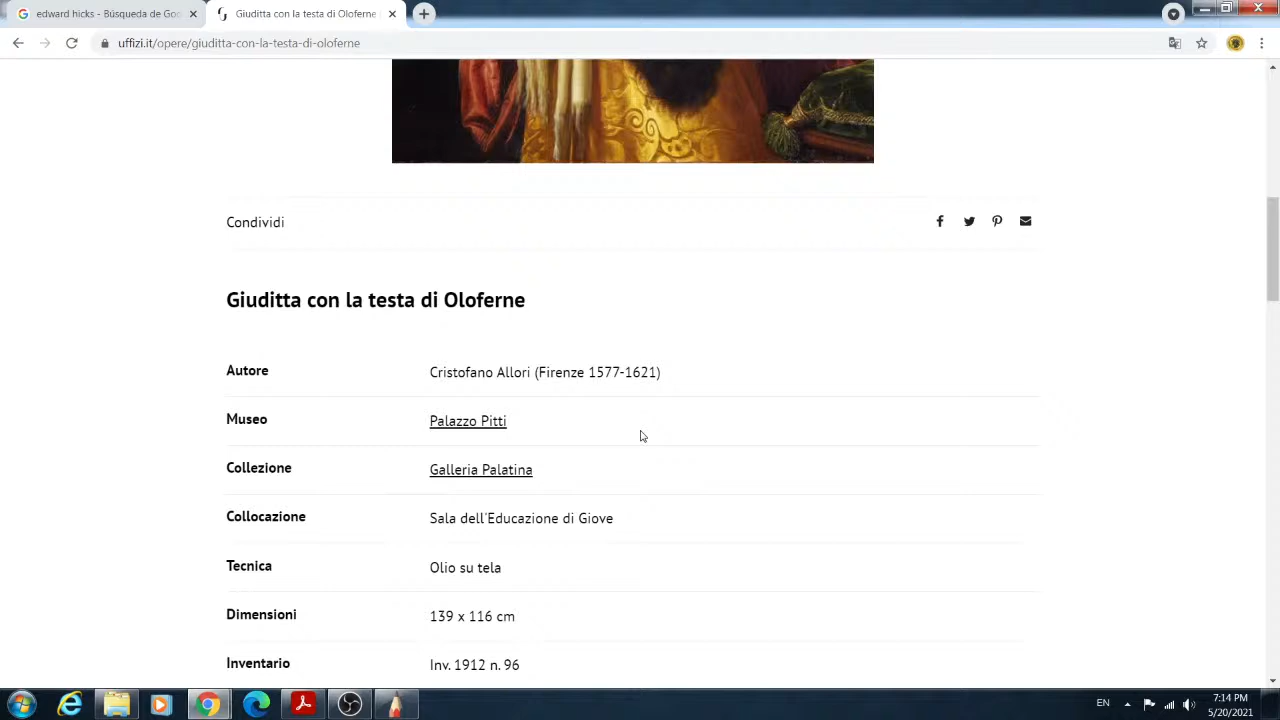 edward hicks - Búsqueda de Go
Giuditta con la testa di Oloferne
uffizi.it/opere/giuditta-con-la-testa-di-oloferne
Condividi
Giuditta con la testa di Oloferne
Autore Cristofano Allori (Firenze 1577-1621)
Museo Palazzo Pitti
Collezione Galleria Palatina
Collocazione Sala dell'Educazione di Giove
Tecnica Olio su tela
Dimensioni 139 x 116 cm
Inventario Inv. 1912 n. 96
EN
7:14 PM
5/20/2021